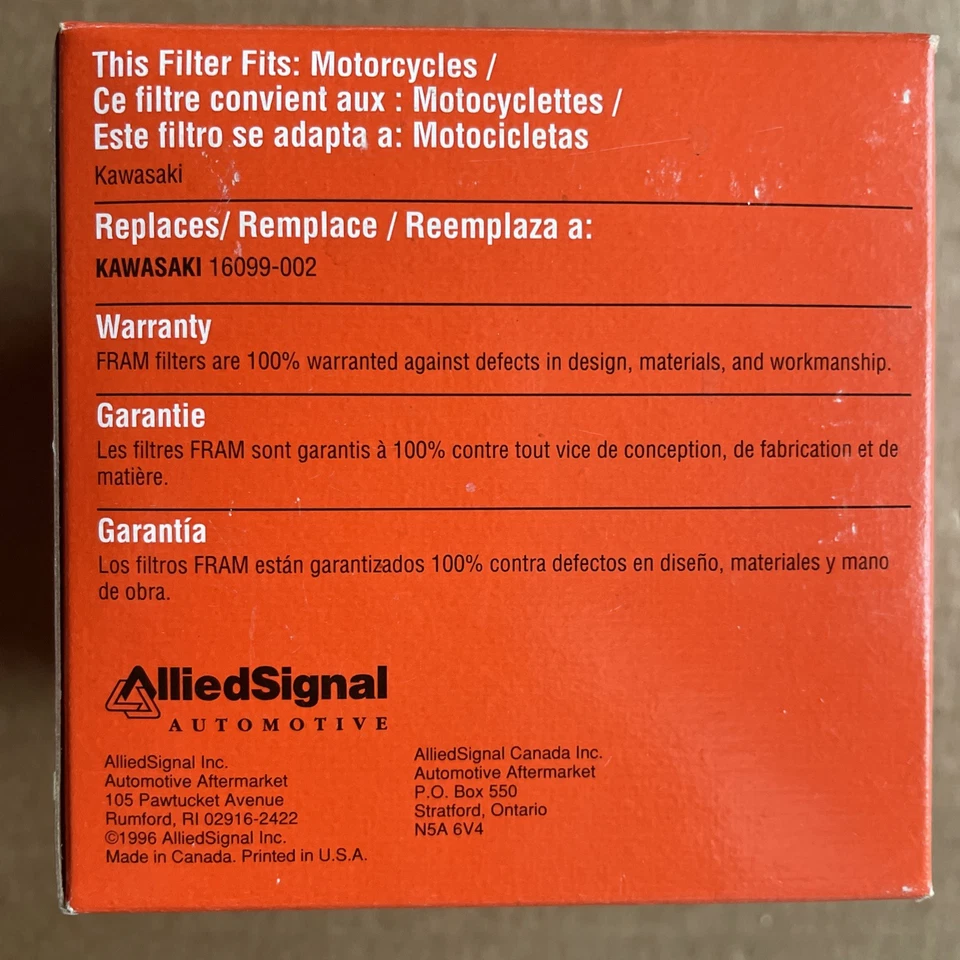 This Filter Fits: Motorcycles /
Ce filtre convient aux : Motocyclettes /
Este filtro se adapta a: Motocicletas
Kawasaki
Replaces/ Remplace / Reemplaza a:
KAWASAKI 16099-002
Warranty
FRAM filters are 100% warranted against defects in design, materials, and workmanship.
Garantie
Les filtres FRAM sont garantis à 100% contre tout vice de conception, de fabrication et de
matière.
Garantía
Los filtros FRAM están garantizados 100% contra defectos en diseño, materiales y mano
de obra.
AlliedSignal
AUTOMOTIVE
AlliedSignal Inc.
Automotive Aftermarket
105 Pawtucket Avenue
Rumford, RI 02916-2422
©1996 AlliedSignal Inc.
Made in Canada. Printed in U.S.A.
AlliedSignal Canada Inc.
Automotive Aftermarket
P.O. Box 550
Stratford, Ontario
N5A 6V4